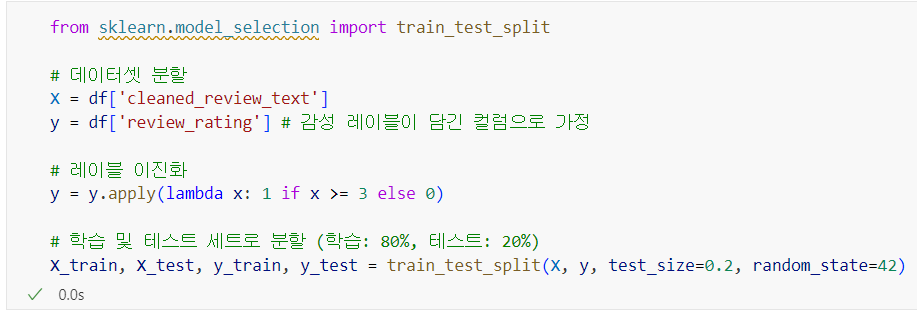 from sklearn.model_selection import train_test_split
# 데이터셋 분할
X = df['cleaned_review_text']
y = df['review_rating'] # 감성 레이블이 담긴 컬럼으로 가정
# 레이블 이진화
y = y.apply(lambda x: 1 if x >= 3 else 0)
# 학습 및 테스트 세트로 분할 (학습: 80%, 테스트: 20%)
X_train, X_test, y_train, y_test = train_test_split(X, y, test_size=0.2, random_state=42)
✓ 0.0s